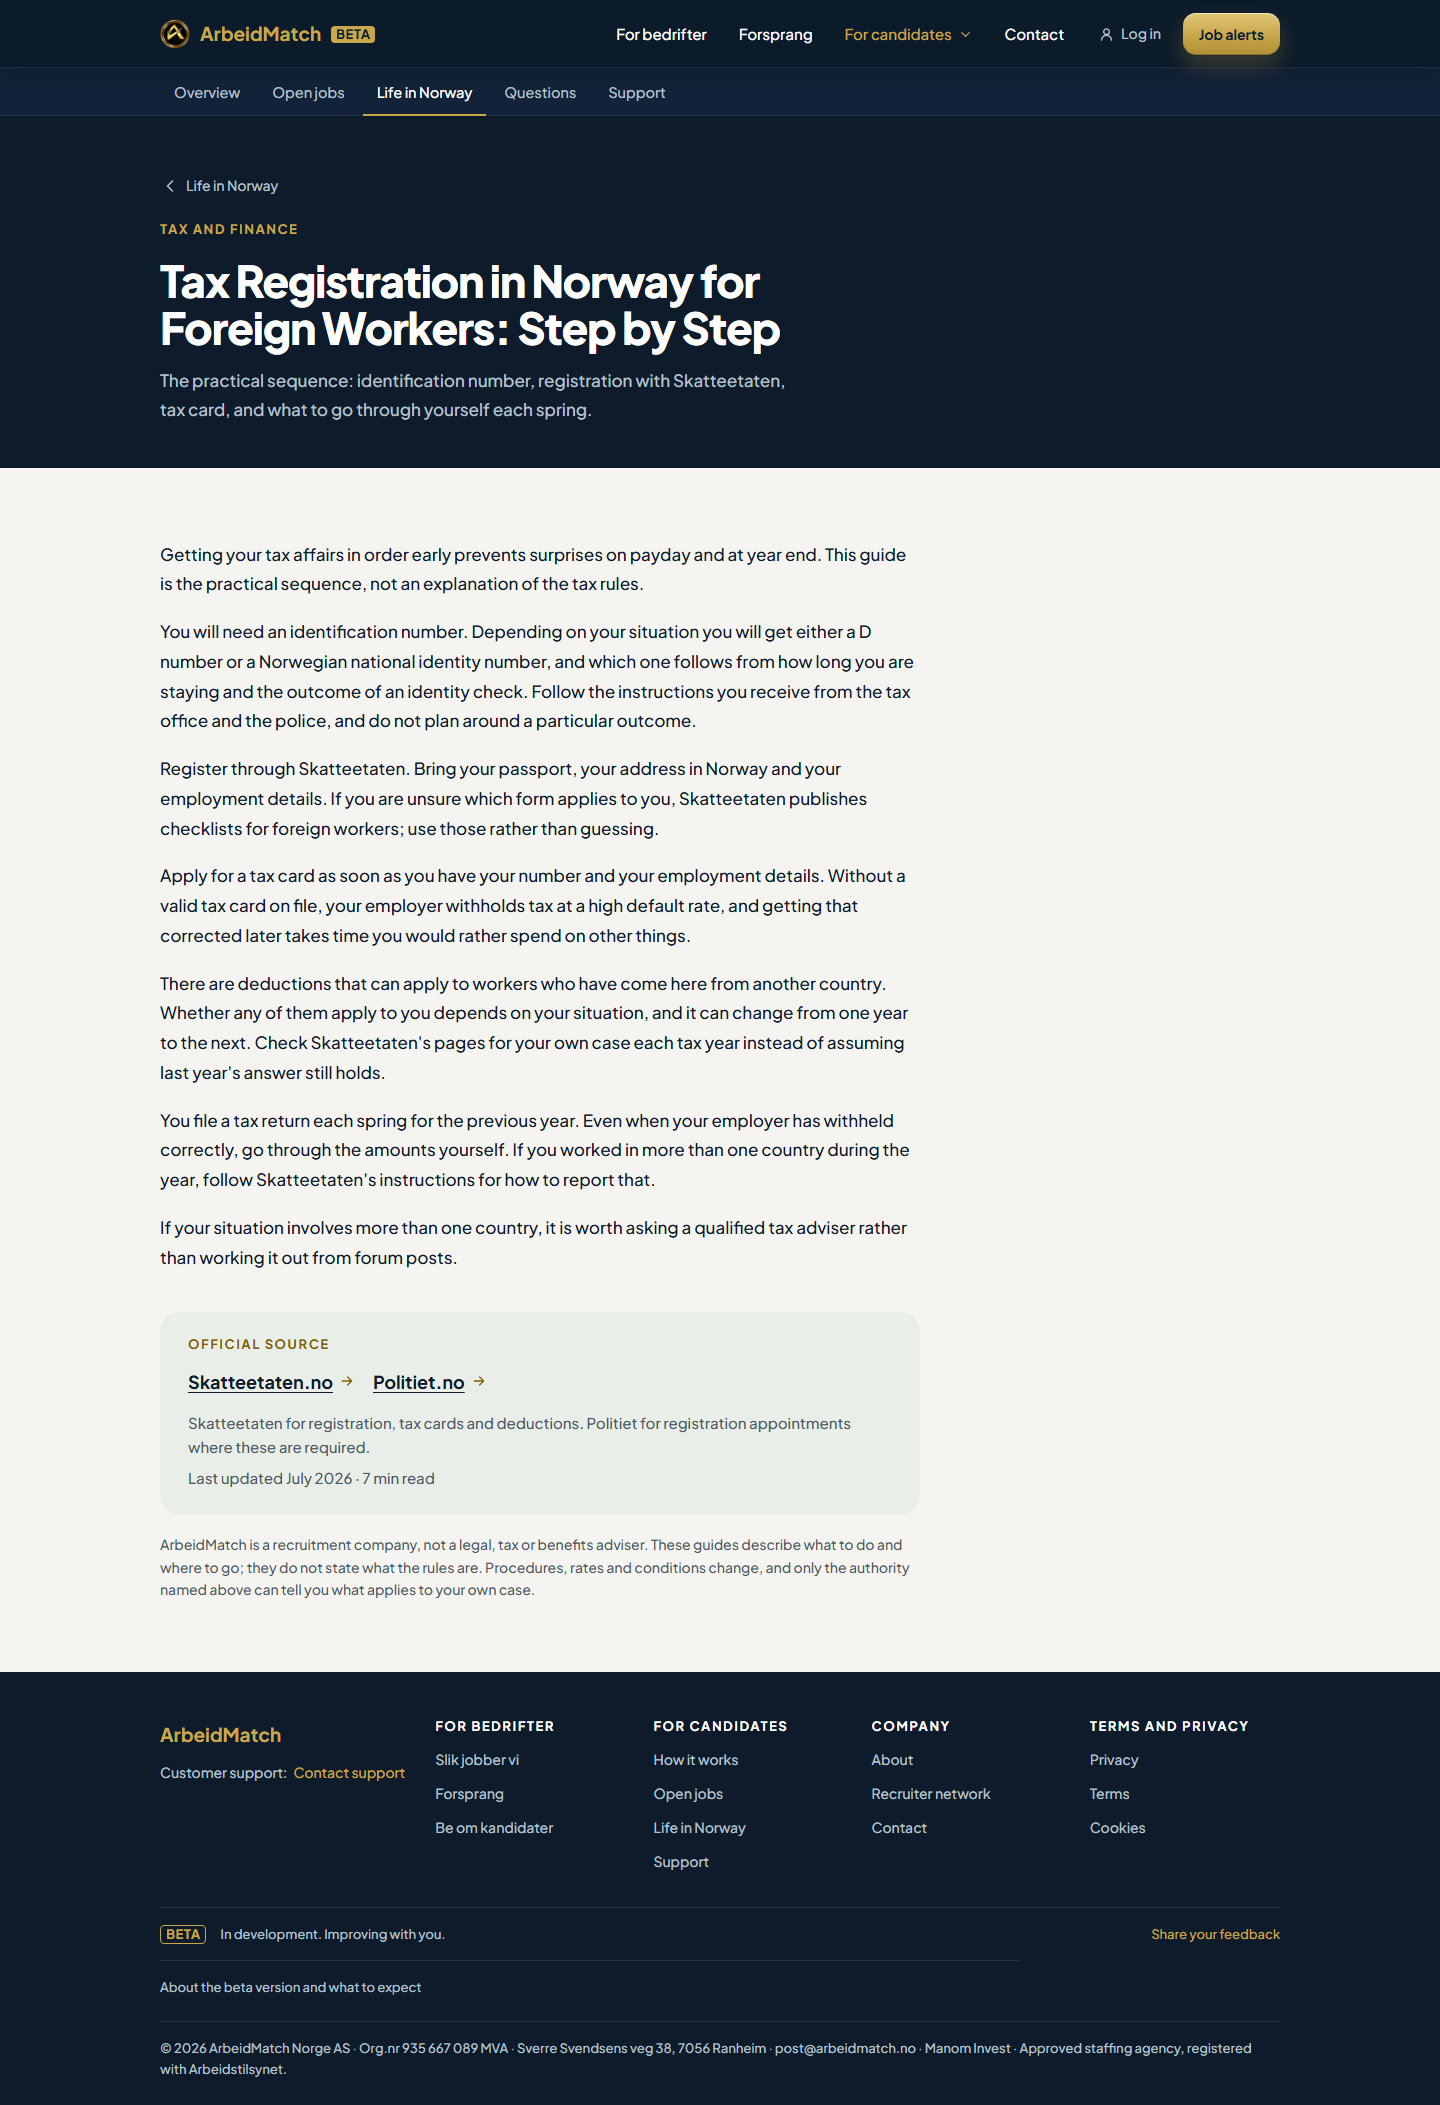 ArbeidMatch BETA For bedrifter Forsprang For candidates Contact Log in Job alerts
Overview Open jobs Life in Norway Questions Support
Life in Norway
TAX AND FINANCE
Tax Registration in Norway for
Foreign Workers: Step by Step
The practical sequence: identification number, registration with Skatteetaten,
tax card, and what to go through yourself each spring.
Getting your tax affairs in order early prevents surprises on payday and at year end. This guide
is the practical sequence, not an explanation of the tax rules.
You will need an identification number. Depending on your situation you will get either a D
number or a Norwegian national identity number, and which one follows from how long you are
staying and the outcome of an identity check. Follow the instructions you receive from the tax
office and the police, and do not plan around a particular outcome.
Register through Skatteetaten. Bring your passport, your address in Norway and your
employment details. If you are unsure which form applies to you, Skatteetaten publishes
checklists for foreign workers; use those rather than guessing.
Apply for a tax card as soon as you have your number and your employment details. Without a
valid tax card on file, your employer withholds tax at a high default rate, and getting that
corrected later takes time you would rather spend on other things.
There are deductions that can apply to workers who have come here from another country.
Whether any of them apply to you depends on your situation, and it can change from one year
to the next. Check Skatteetaten's pages for your own case each tax year instead of assuming
last year's answer still holds.
You file a tax return each spring for the previous year. Even when your employer has withheld
correctly, go through the amounts yourself. If you worked in more than one country during the
year, follow Skatteetaten's instructions for how to report that.
If your situation involves more than one country, it is worth asking a qualified tax adviser rather
than working it out from forum posts.
OFFICIAL SOURCE
Skatteetaten.no → Politiet.no →
Skatteetaten for registration, tax cards and deductions. Politiet for registration appointments
where these are required.
Last updated July 2026 · 7 min read
ArbeidMatch is a recruitment company, not a legal, tax or benefits adviser. These guides describe what to do and
where to go; they do not state what the rules are. Procedures, rates and conditions change, and only the authority
named above can tell you what applies to your own case.
ArbeidMatch
Customer support: Contact support
FOR BEDRIFTER
Slik jobber vi
Forsprang
Be om kandidater
FOR CANDIDATES
How it works
Open jobs
Life in Norway
Support
COMPANY
About
Recruiter network
Contact
TERMS AND PRIVACY
Privacy
Terms
Cookies
BETA In development. Improving with you. Share your feedback
About the beta version and what to expect
© 2026 ArbeidMatch Norge AS · Org.nr 935 667 089 MVA · Sverre Svendsens veg 38, 7056 Ranheim · post@arbeidmatch.no · Manom Invest · Approved staffing agency, registered
with Arbeidstilsynet.